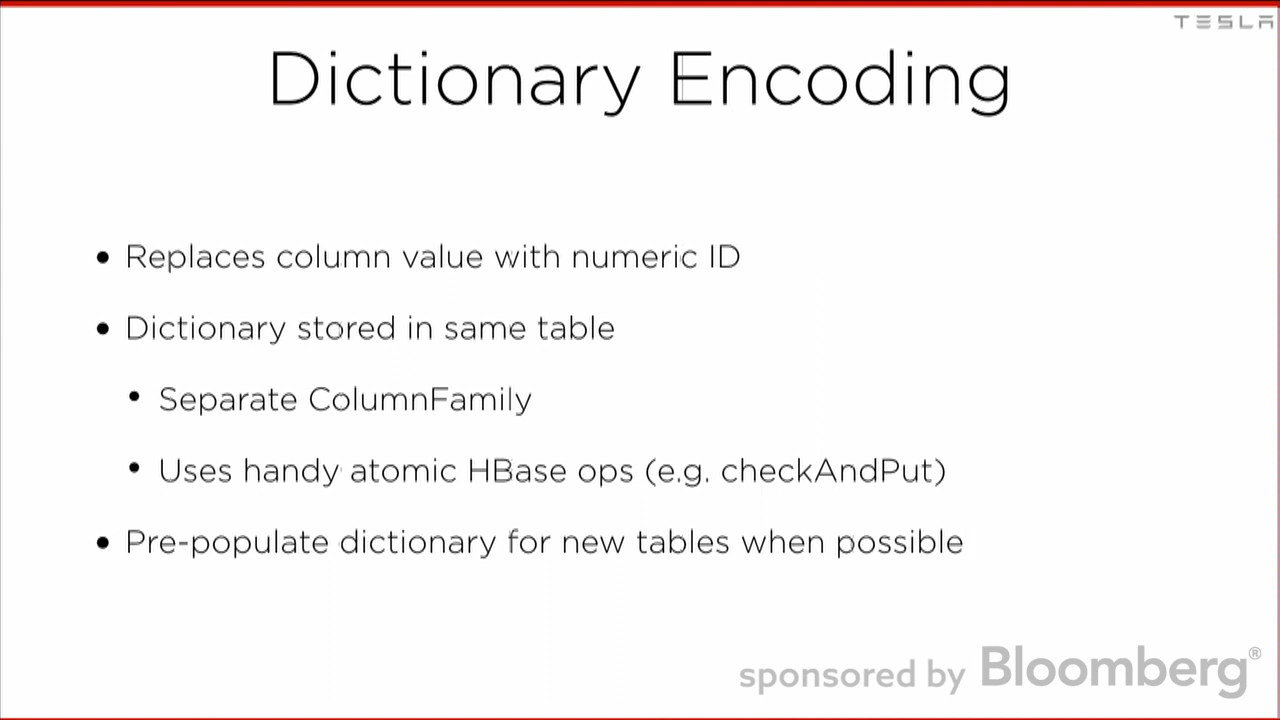 TESLA
Dictionary Encoding
• Replaces column value with numeric ID
• Dictionary stored in same table
• Separate ColumnFamily
• Uses handy atomic HBase ops (e.g. checkAndPut)
• Pre-populate dictionary for new tables when possible
sponsored by Bloomberg®